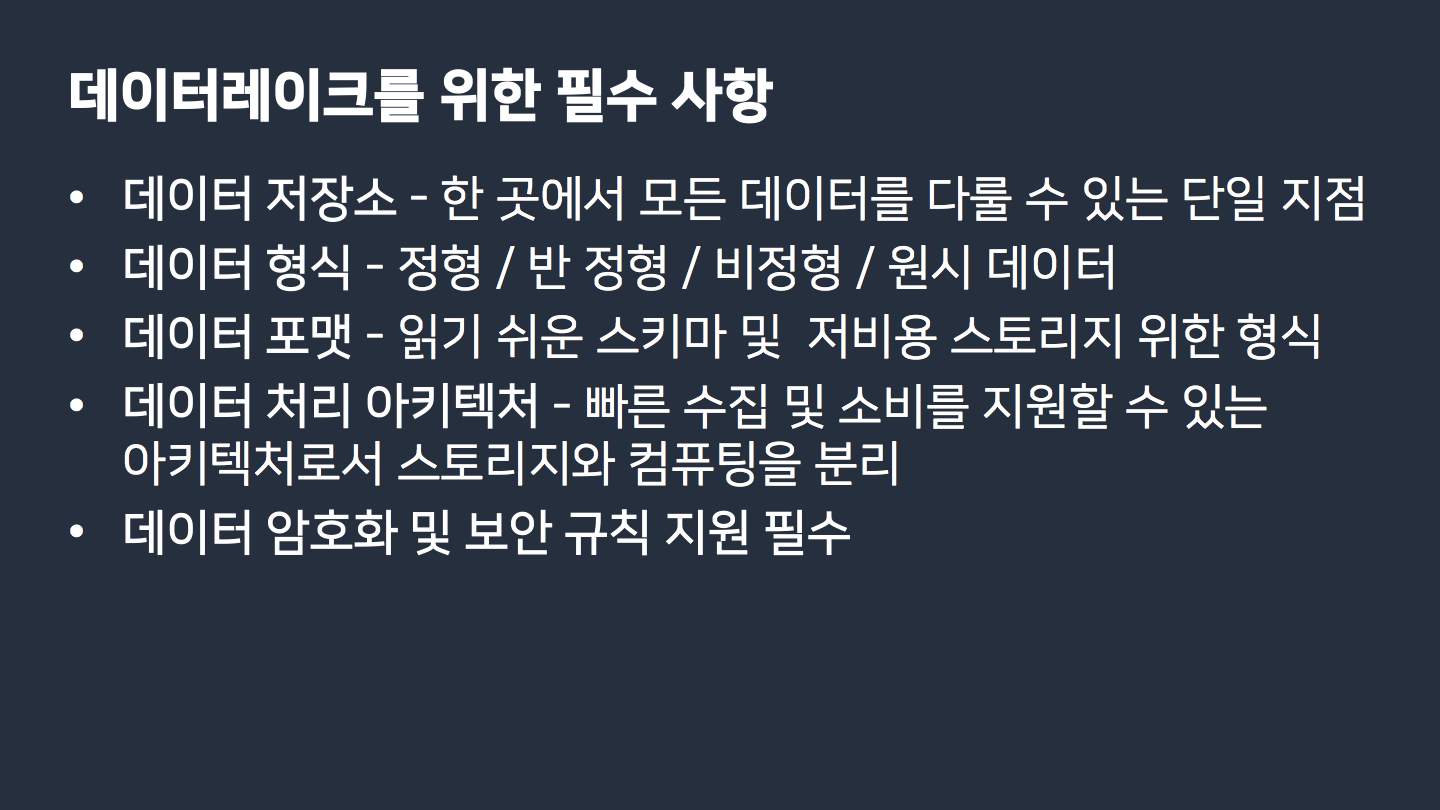 데이터레이크를 위한 필수 사항
• 데이터 저장소 – 한 곳에서 모든 데이터를 다룰 수 있는 단일 지점
• 데이터 형식 – 정형 / 반 정형 / 비정형 / 원시 데이터
• 데이터 포맷 – 읽기 쉬운 스키마 및  저비용 스토리지 위한 형식
• 데이터 처리 아키텍처 – 빠른 수집 및 소비를 지원할 수 있는
아키텍처로서 스토리지와 컴퓨팅을 분리
• 데이터 암호화 및 보안 규칙 지원 필수